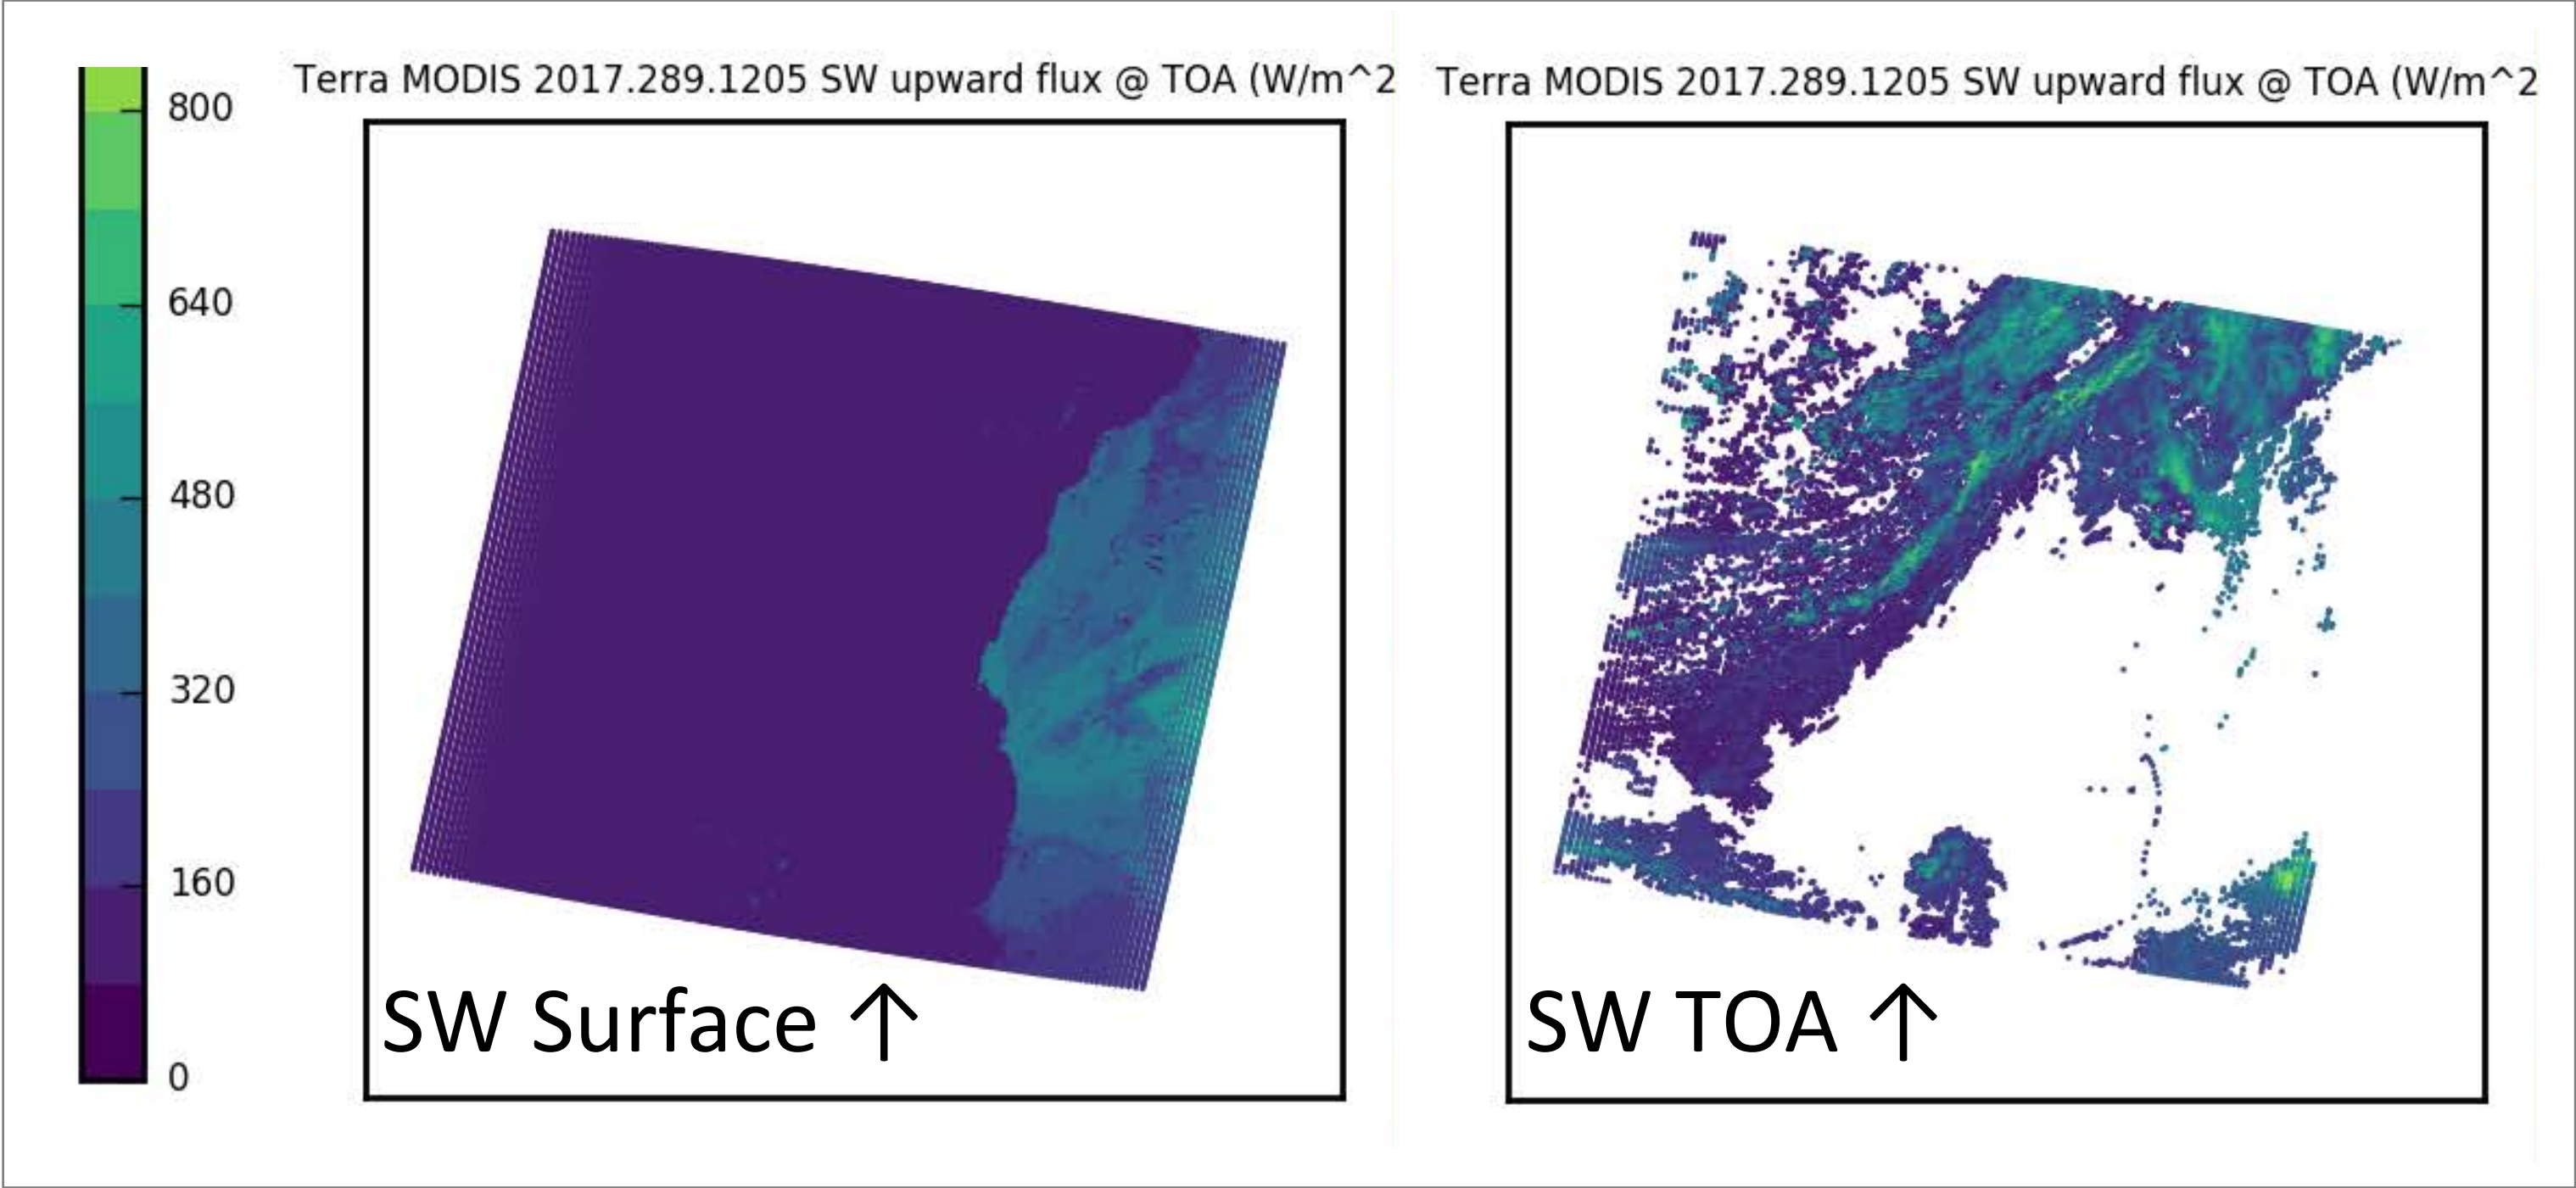 Terra MODIS 2017.289.1205 SW upward flux @ TOA (W/m^2
Terra MODIS 2017.289.1205 SW upward flux @ TOA (W/m^2
800
640
480
320
160
0
SW Surface ↑
SW TOA ↑